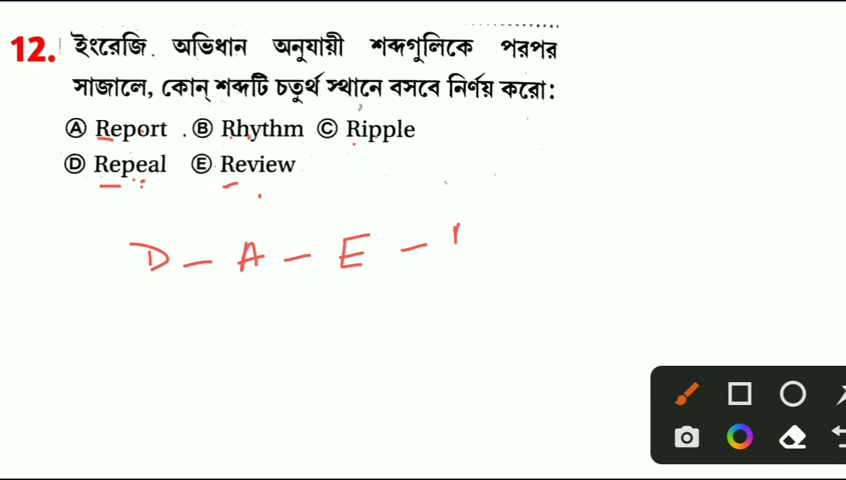 12. ইংরেজি অভিধান অনুযায়ী শব্দগুলিকে পরপর
সাজালে, কোন্ শব্দটি চতুর্থ স্থানে বসবে নির্ণয় করো:
Ⓐ Report Ⓑ Rhythm Ⓒ Ripple
Ⓓ Repeal Ⓔ Review
D - A - E -